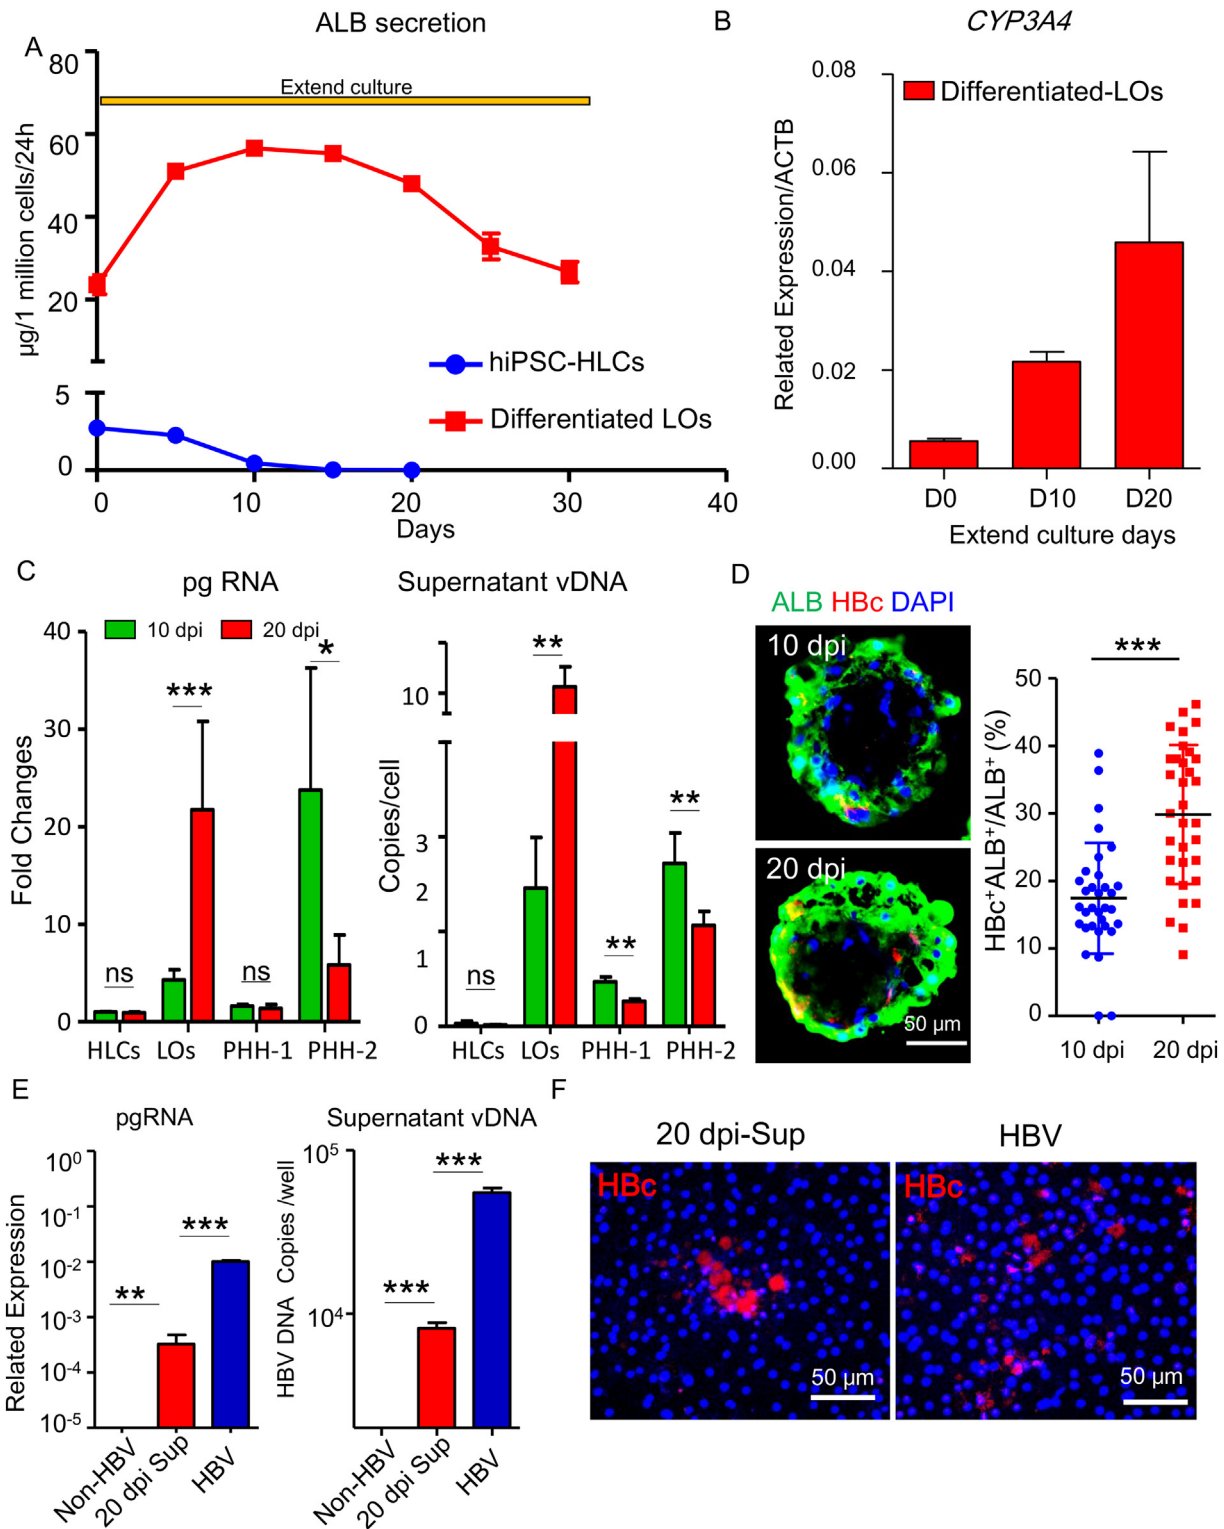 A
ALB secretion
80
60
40
20
5
0
µg/1 million cells/24h
Extend culture
hiPSC-HLCs
Differentiated LOs
0
10
20
30
40
Days
B
CYP3A4
0.08
0.06
0.04
0.02
0.00
Related Expression/ACTB
Differentiated-LOs
D0
D10
D20
Extend culture days
C
pg RNA
10 dpi
20 dpi
40
30
20
10
0
Fold Changes
ns
***
ns
*
HLCs
LOs
PHH-1
PHH-2
Supernatant vDNA
10
3
2
1
0
Copies/cell
ns
**
**
**
HLCs
LOs
PHH-1
PHH-2
D
ALB HBc DAPI
10 dpi
20 dpi
50 µm
***
50
40
30
20
10
0
HBc⁺ALB⁺/ALB⁺ (%)
10 dpi
20 dpi
E
pgRNA
10⁰
10⁻¹
10⁻²
10⁻³
10⁻⁴
10⁻⁵
Related Expression
**
***
Non-HBV
20 dpi Sup
HBV
Supernatant vDNA
10⁵
10⁴
HBV DNA Copies /well
***
***
Non-HBV
20 dpi Sup
HBV
F
20 dpi-Sup
HBV
HBc
50 µm
HBc
50 µm